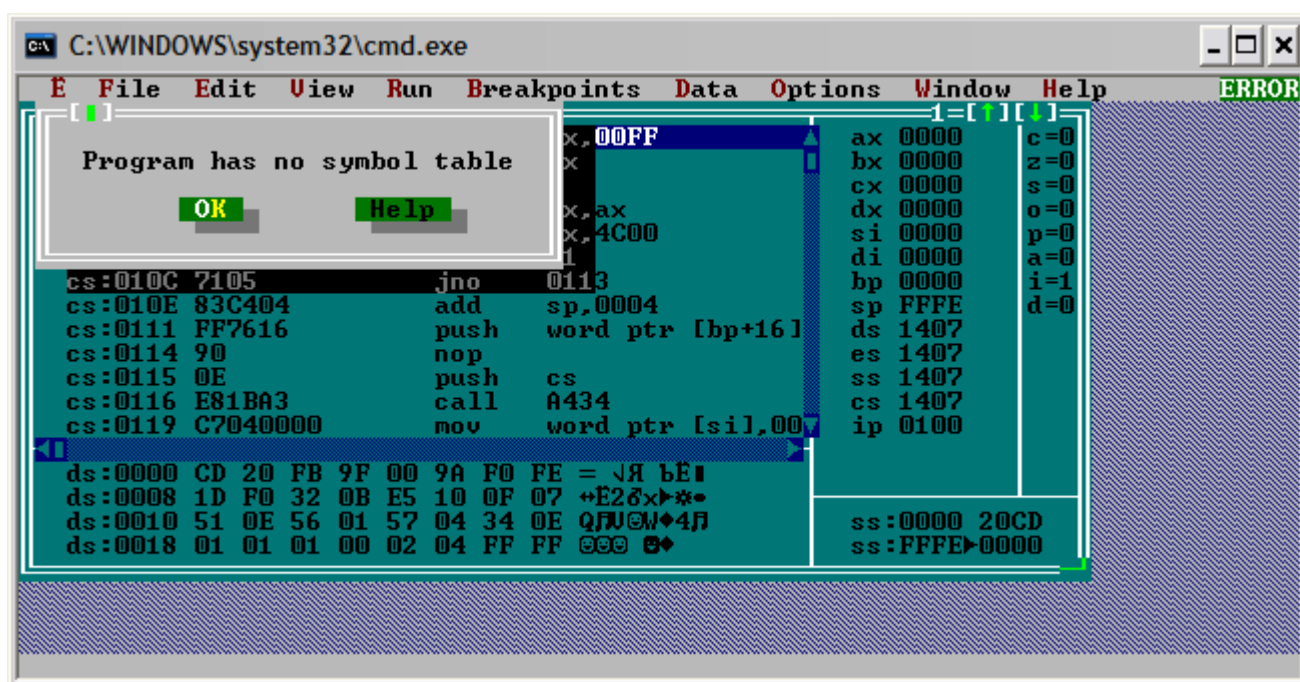 C:\WINDOWS\system32\cmd.exe
Ë File Edit View Run Breakpoints Data Options Window Help ERROR
[▮] 1=[↑][↓]
x,00FF ax 0000 c=0
Program has no symbol table x bx 0000 z=0
cx 0000 s=0
OK Help x,ax dx 0000 o=0
x,4C00 si 0000 p=0
1 di 0000 a=0
cs:010C 7105 jno 0113 bp 0000 i=1
cs:010E 83C404 add sp,0004 sp FFFE d=0
cs:0111 FF7616 push word ptr [bp+16] ds 1407
cs:0114 90 nop es 1407
cs:0115 0E push cs ss 1407
cs:0116 E81BA3 call A434 cs 1407
cs:0119 C7040000 mov word ptr [si],00 ip 0100
ds:0000 CD 20 FB 9F 00 9A F0 FE = √Я ЪË■
ds:0008 1D F0 32 0B E5 10 0F 07 ↔Ë2♂х►☼•
ds:0010 51 0E 56 01 57 04 34 0E Q♫V☺W♦4♫ ss:0000 20CD
ds:0018 01 01 01 00 02 04 FF FF ☺☺☺ ☻♦ ss:FFFE►0000